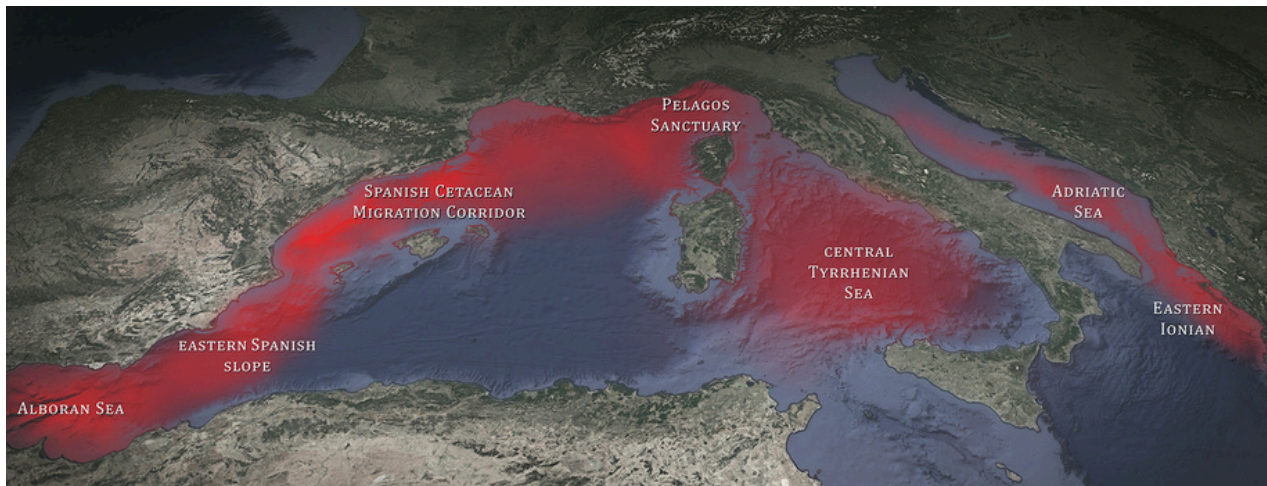 Pelagos
Sanctuary
Spanish Cetacean
Migration Corridor
Adriatic
Sea
central
Tyrrhenian
Sea
Eastern
Ionian
eastern Spanish
slope
Alboran Sea